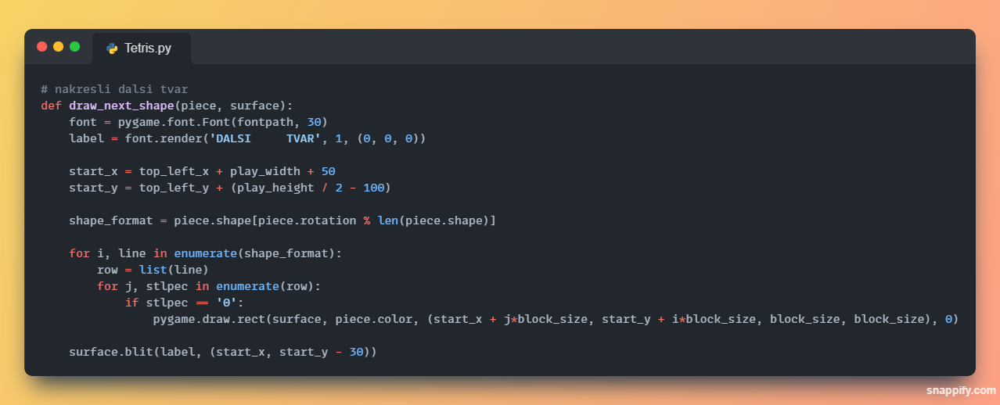 Tetris.py
# nakresli dalsi tvar
def draw_next_shape(piece, surface):
    font = pygame.font.Font(fontpath, 30)
    label = font.render('DALSI     TVAR', 1, (0, 0, 0))

    start_x = top_left_x + play_width + 50
    start_y = top_left_y + (play_height / 2 - 100)

    shape_format = piece.shape[piece.rotation % len(piece.shape)]

    for i, line in enumerate(shape_format):
        row = list(line)
        for j, stlpec in enumerate(row):
            if stlpec == '0':
                pygame.draw.rect(surface, piece.color, (start_x + j*block_size, start_y + i*block_size, block_size, block_size), 0)

    surface.blit(label, (start_x, start_y - 30))
snappify.com